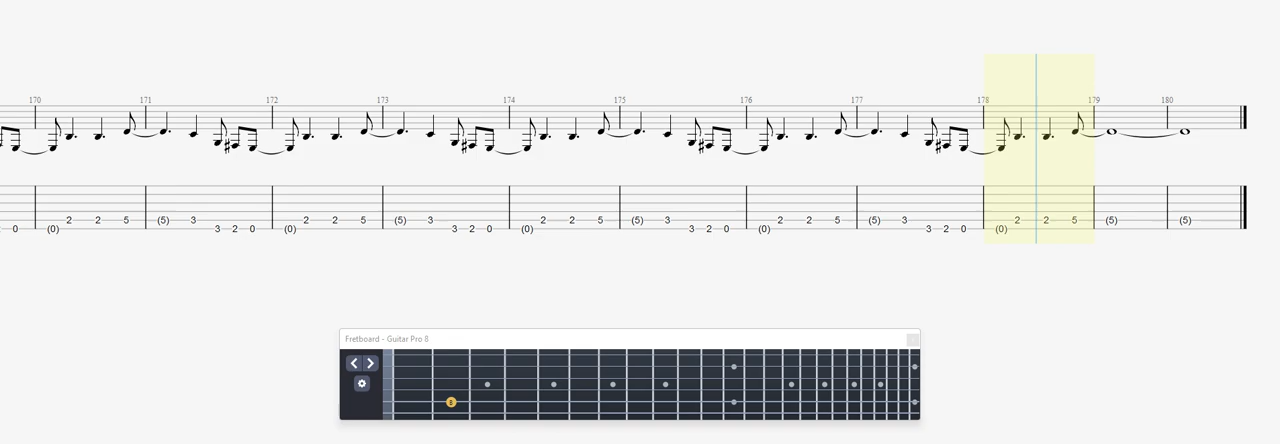 170 171 172 173 174 175 176 177 178 179 180
2 2 5 (5) 3 2 2 5 (5) 3 2 2 5 (5) 3 2 2 5 (5) 3 2 2 5 (5) (5)
0 (0) 3 2 0 (0) 3 2 0 (0) 3 2 0 (0) 3 2 0 (0)
Fretboard - Guitar Pro 8
B